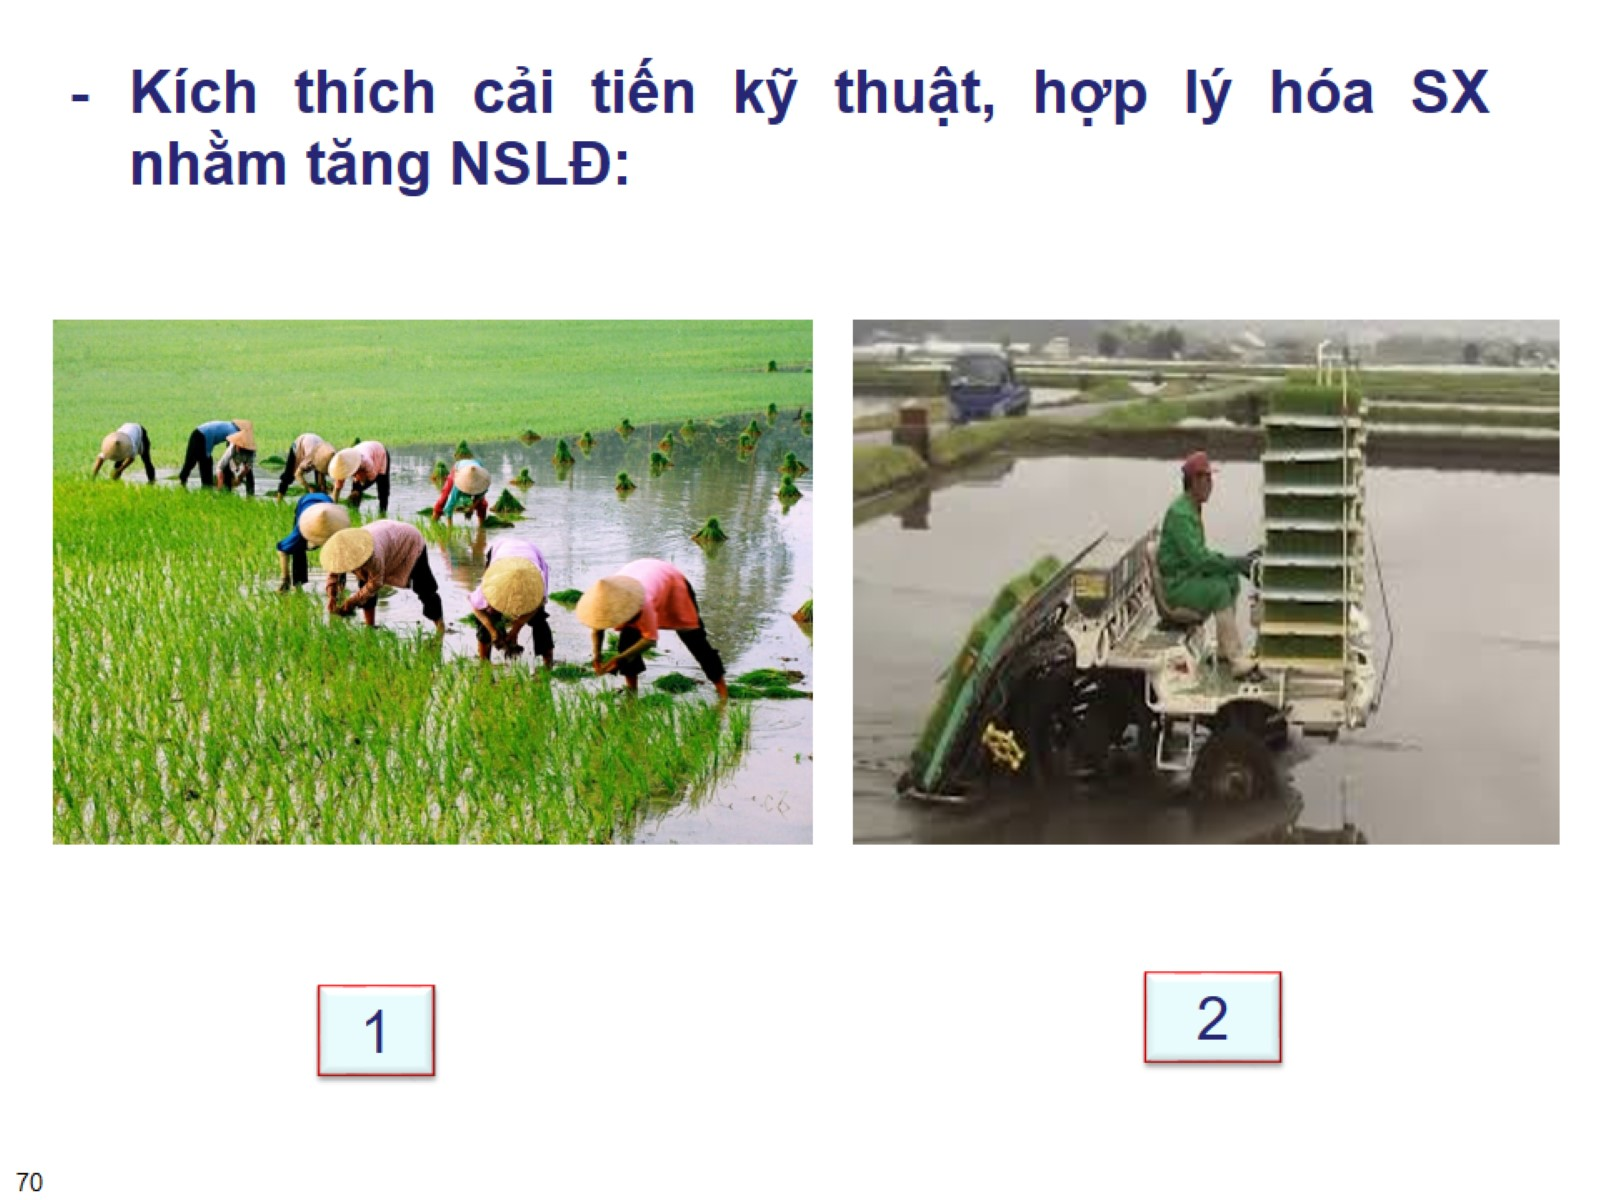 - Kích thích cải tiến kỹ thuật, hợp lý hóa SX
nhằm tăng NSLĐ:
1
2
70